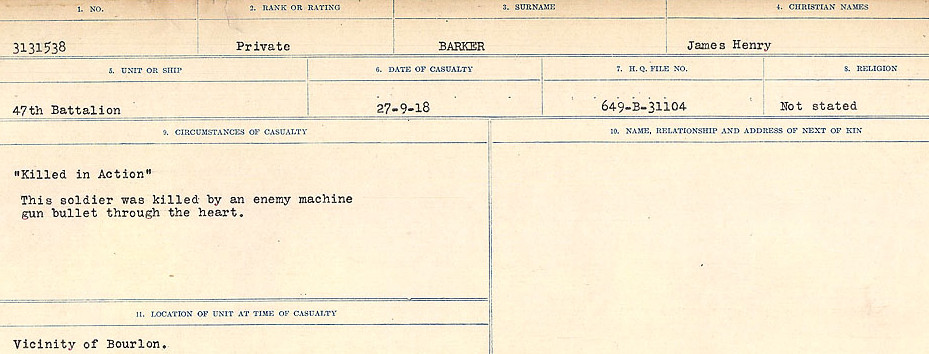 1. NO. 2. RANK OR RATING 3. SURNAME 4. CHRISTIAN NAMES
3131538 Private BARKER James Henry
5. UNIT OR SHIP 6. DATE OF CASUALTY 7. H. Q. FILE NO. 8. RELIGION
47th Battalion 27-9-18 649-B-31104 Not stated
9. CIRCUMSTANCES OF CASUALTY
"Killed in Action"
This soldier was killed by an enemy machine
gun bullet through the heart.
10. NAME, RELATIONSHIP AND ADDRESS OF NEXT OF KIN
11. LOCATION OF UNIT AT TIME OF CASUALTY
Vicinity of Bourlon.